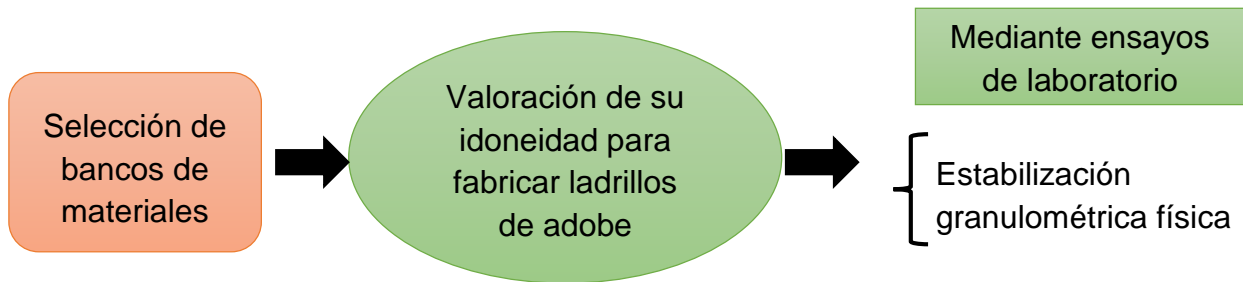 Selección de
bancos de
materiales
Valoración de su
idoneidad para
fabricar ladrillos
de adobe
Mediante ensayos
de laboratorio
Estabilización
granulométrica física